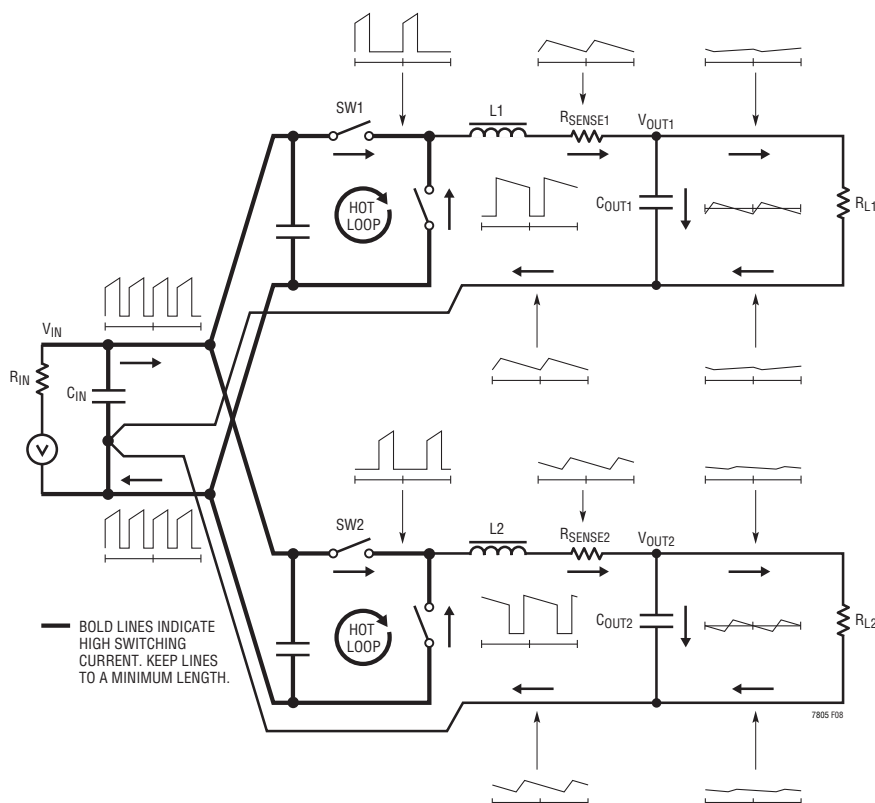 SW1
L1
RSENSE1
VOUT1
HOT
LOOP
COUT1
RL1
VIN
RIN
CIN
V
SW2
L2
RSENSE2
VOUT2
HOT
LOOP
COUT2
RL2
BOLD LINES INDICATE
HIGH SWITCHING
CURRENT. KEEP LINES
TO A MINIMUM LENGTH.
7805 F08